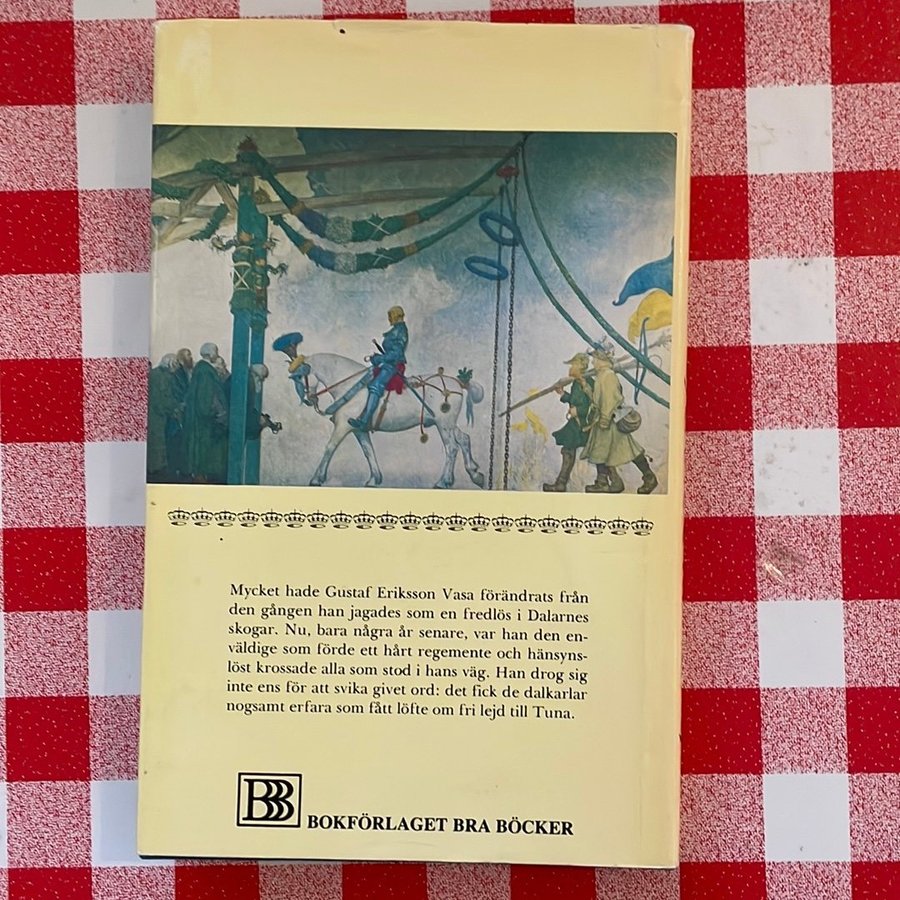 Mycket hade Gustaf Eriksson Vasa förändrats från
den gången han jagades som en fredlös i Dalarnes
skogar. Nu, bara några år senare, var han den en-
väldige som förde ett hårt regemente och hänsyns-
löst krossade alla som stod i hans väg. Han drog sig
inte ens för att svika givet ord: det fick de dalkarlar
nogsamt erfara som fått löfte om fri lejd till Tuna.
BBB BOKFÖRLAGET BRA BÖCKER